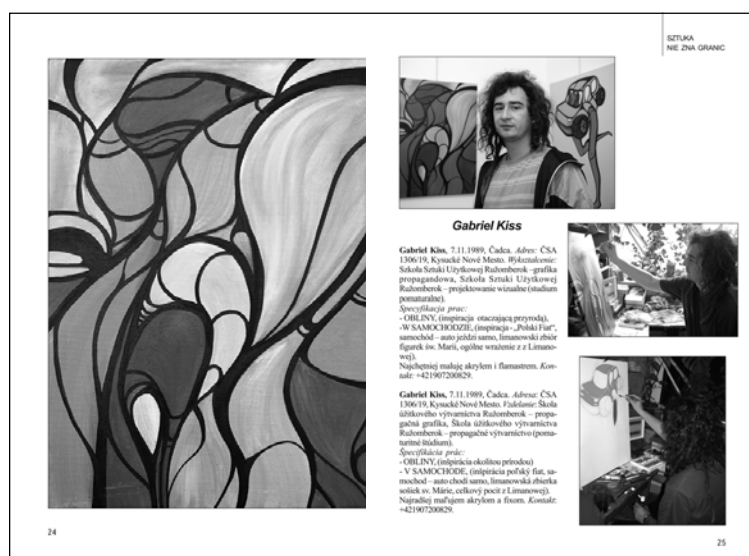 SZTUKA
NIE ZNA GRANIC
Gabriel Kiss
Gabriel Kiss, 7.11.1989, Čadca. Adres: ČSA
1306/19, Kysucké Nové Mesto. Wykształcenie:
Szkoła Sztuki Użytkowej Rużomberok – grafika
propagandowa, Szkoła Sztuki Użytkowej
Rużomberok – projektowanie wizualne (studium
pomaturalne).
Specyfikacja prac:
- OBLINY, (inspiracja otaczającą przyrodą),
-W SAMOCHODZIE, (inspiracja - „Polski Fiat“,
samochód – auto jeździ samo, limanowski zbiór
figurek św. Marii, ogólne wrażenie z z Limano-
wej).
Najchętniej maluję akrylem i flamastrem. Kon-
takt: +421907200829.
Gabriel Kiss, 7.11.1989, Čadca. Adresa: ČSA
1306/19, Kysucké Nové Mesto. Vzdelanie: Škola
úžitkového výtvarníctva Ružomberok – propa-
gačná grafika, Škola úžitkového výtvarníctva
Ružomberok – propagačné výtvarníctvo (poma-
turitné štúdium).
Špecifikácia prác:
- OBLINY, (inšpirácia okolitou prírodou)
- V SAMOCHODE, (inšpirácia poľský fiat, sa-
mochod – auto chodí samo, limanowská zbierka
sošiek sv. Márie, celkový pocit z Limanowej).
Najradšej maľujem akrylom a fixom. Kontakt:
+421907200829.
24
25